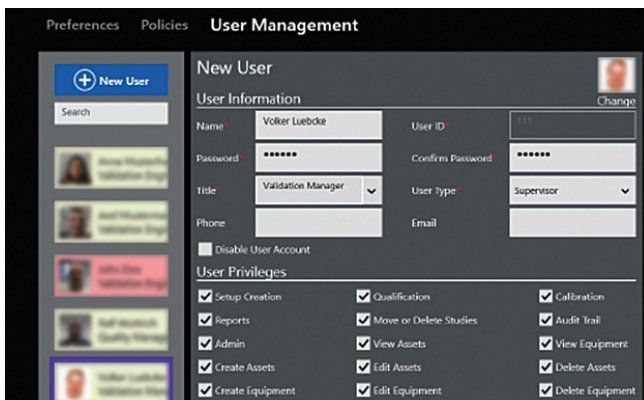 Preferences Policies User Management
New User
Search
New User
Change
User Information
Name* Volker Luebcke User ID* 111
Password* •••••• Confirm Password* ••••••
Title* Validation Manager User Type* Supervisor
Phone Email
Disable User Account
User Privileges
Setup Creation Qualification Calibration
Reports Move or Delete Studies Audit Trail
Admin View Assets View Equipment
Create Assets Edit Assets Delete Assets
Create Equipment Edit Equipment Delete Equipment